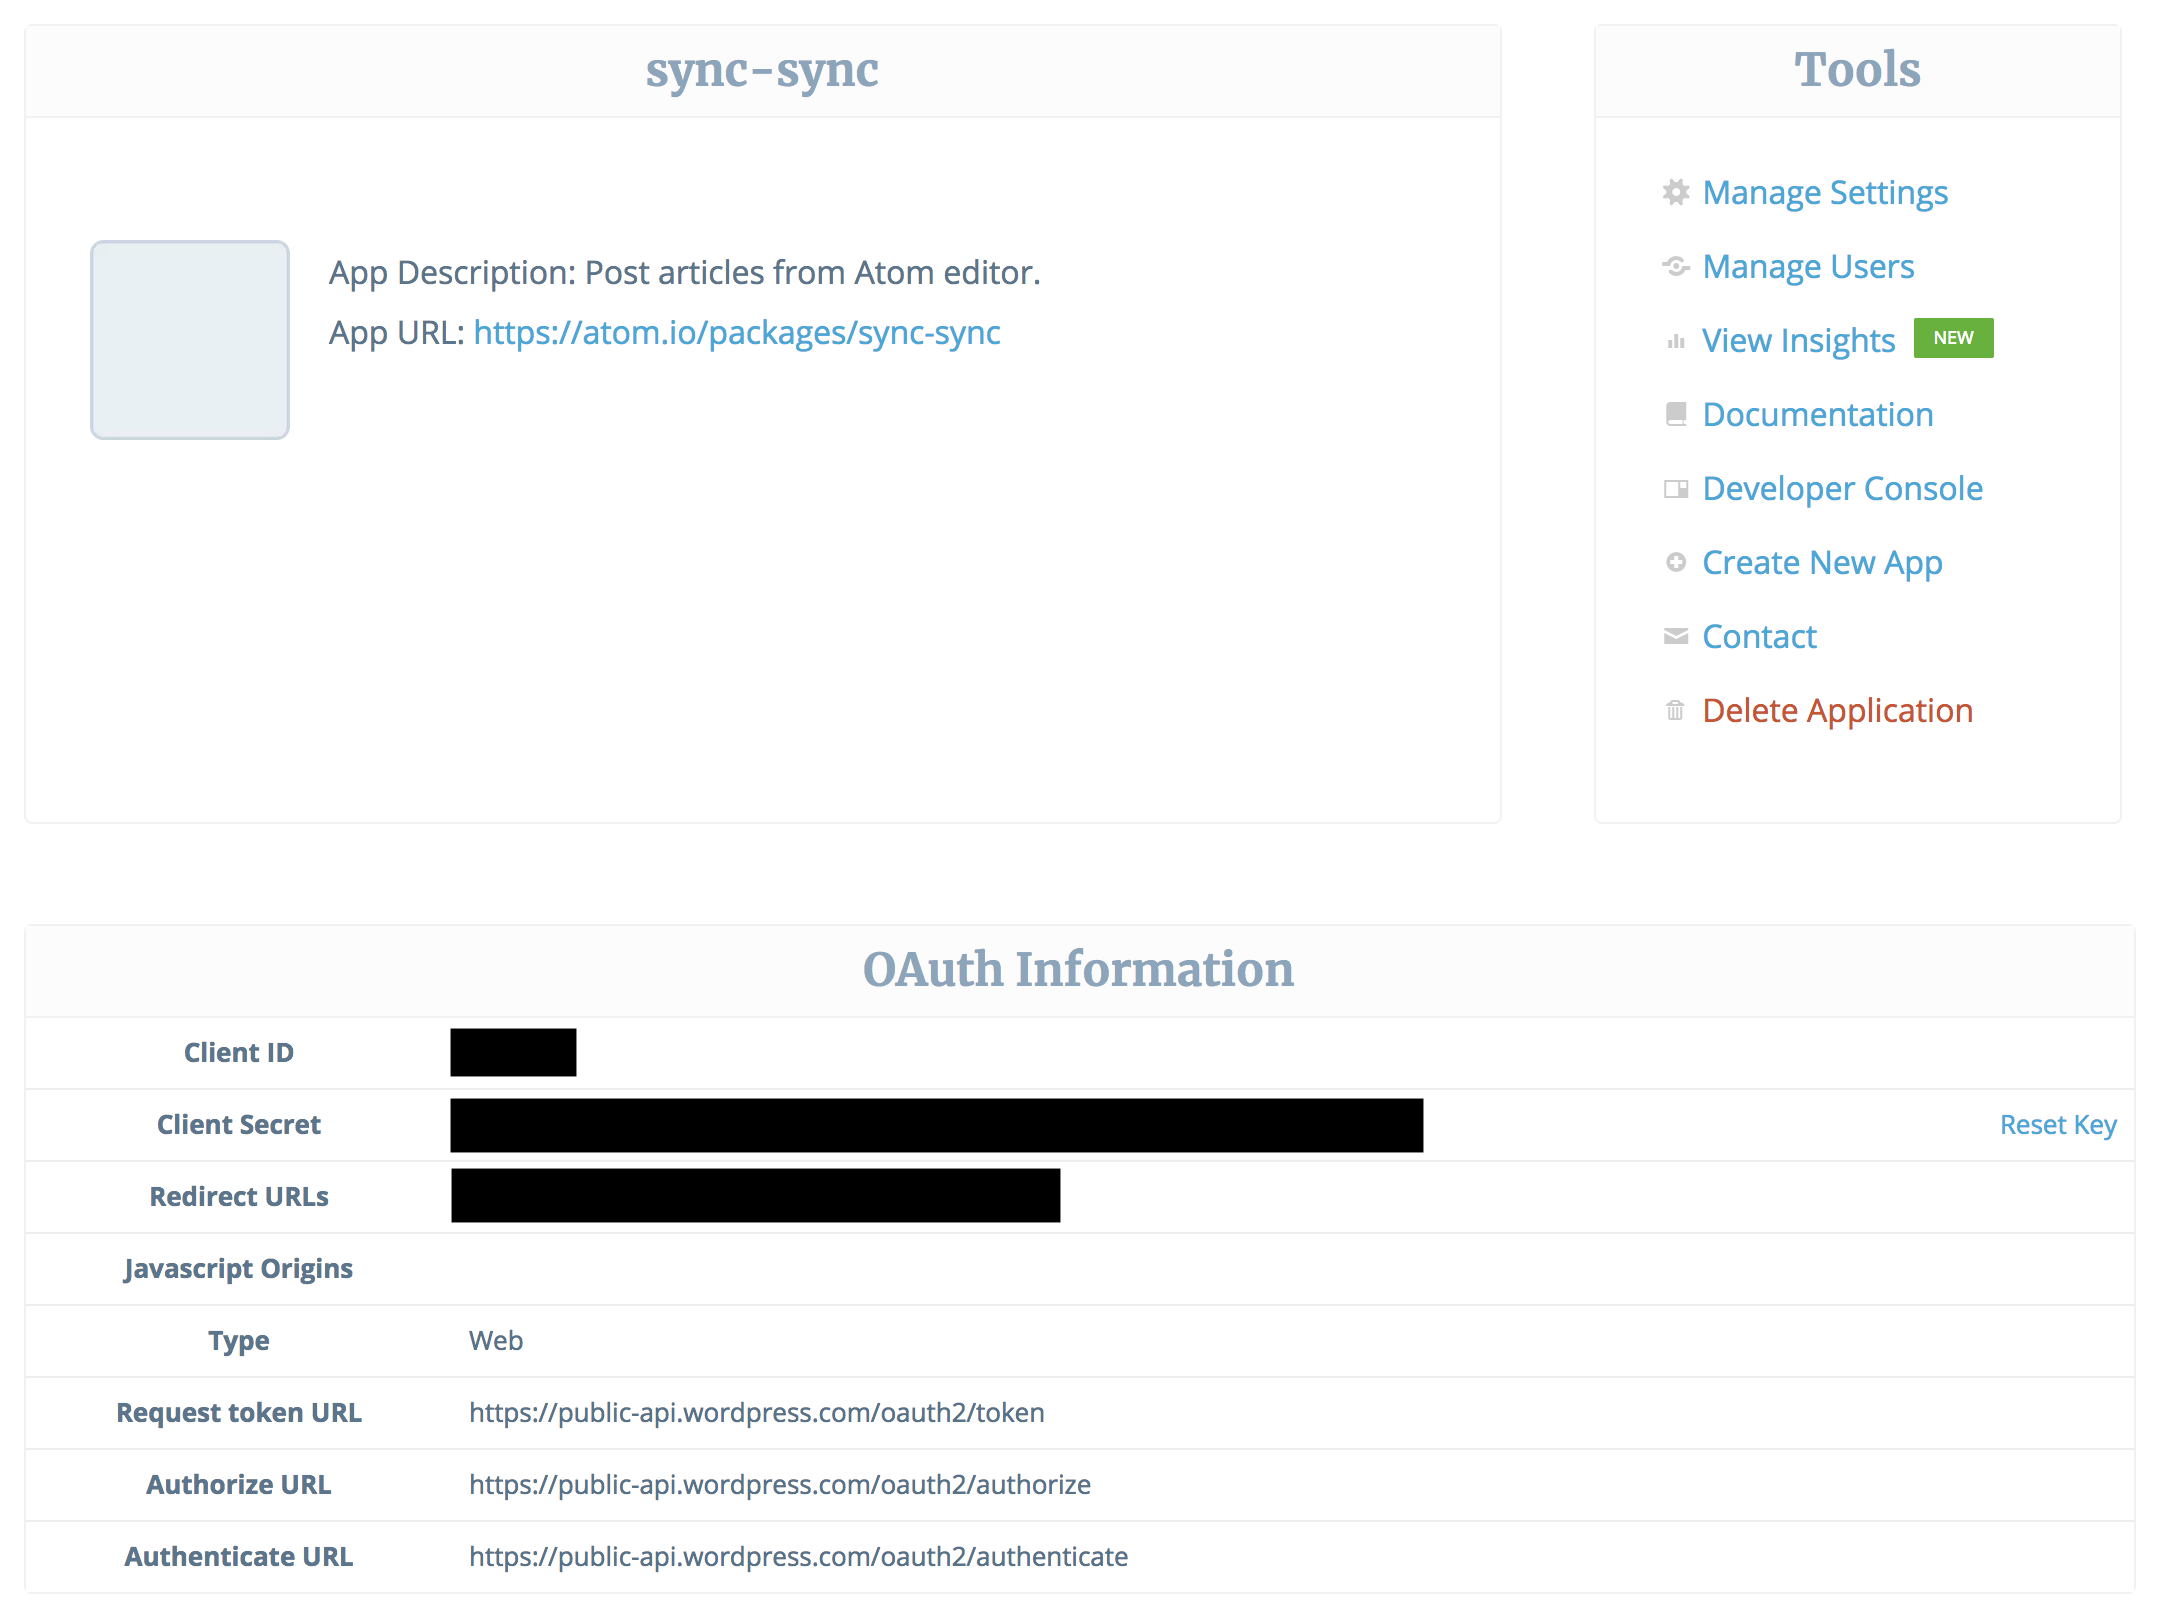 sync-sync
App Description: Post articles from Atom editor.
App URL: https://atom.io/packages/sync-sync
Tools
Manage Settings
Manage Users
View Insights NEW
Documentation
Developer Console
Create New App
Contact
Delete Application
OAuth Information
Client ID
Client Secret Reset Key
Redirect URLs
Javascript Origins
Type Web
Request token URL https://public-api.wordpress.com/oauth2/token
Authorize URL https://public-api.wordpress.com/oauth2/authorize
Authenticate URL https://public-api.wordpress.com/oauth2/authenticate